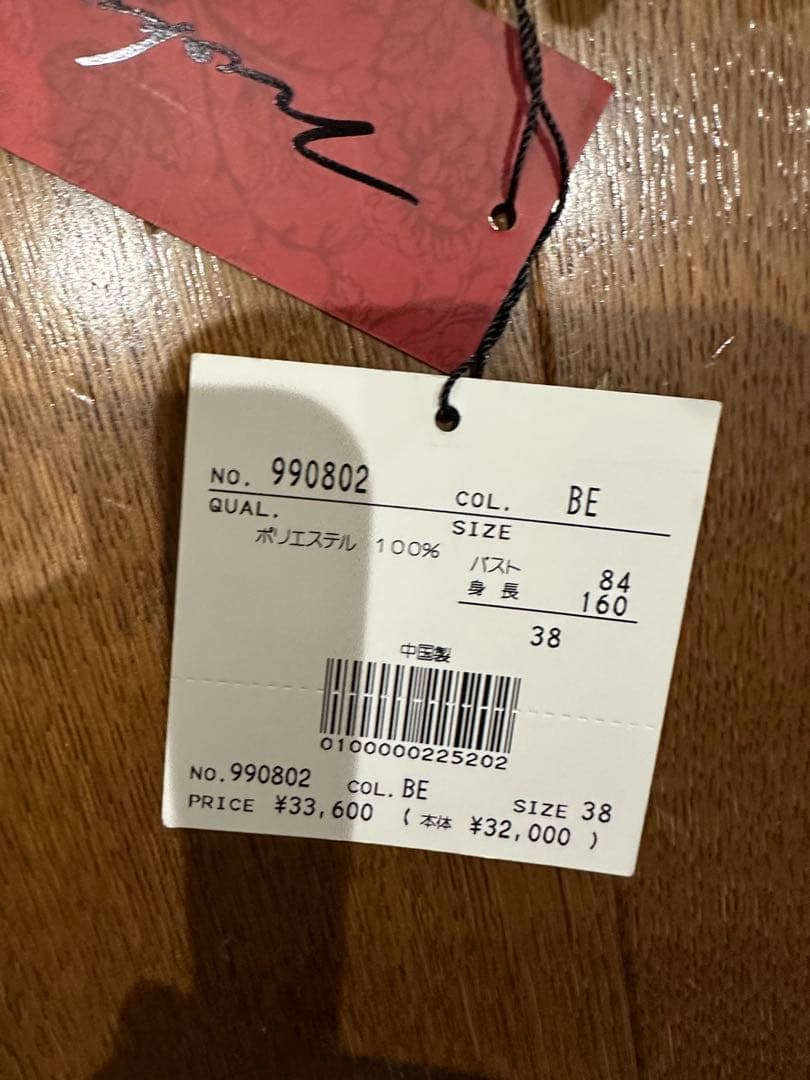 NO. 990802 COL. BE
QUAL. SIZE
ポリエステル 100% バスト 84
身長 160
38
中国製
0100000225202
NO.990802 COL.BE SIZE 38
PRICE ¥33,600 (本体 ¥32,000)